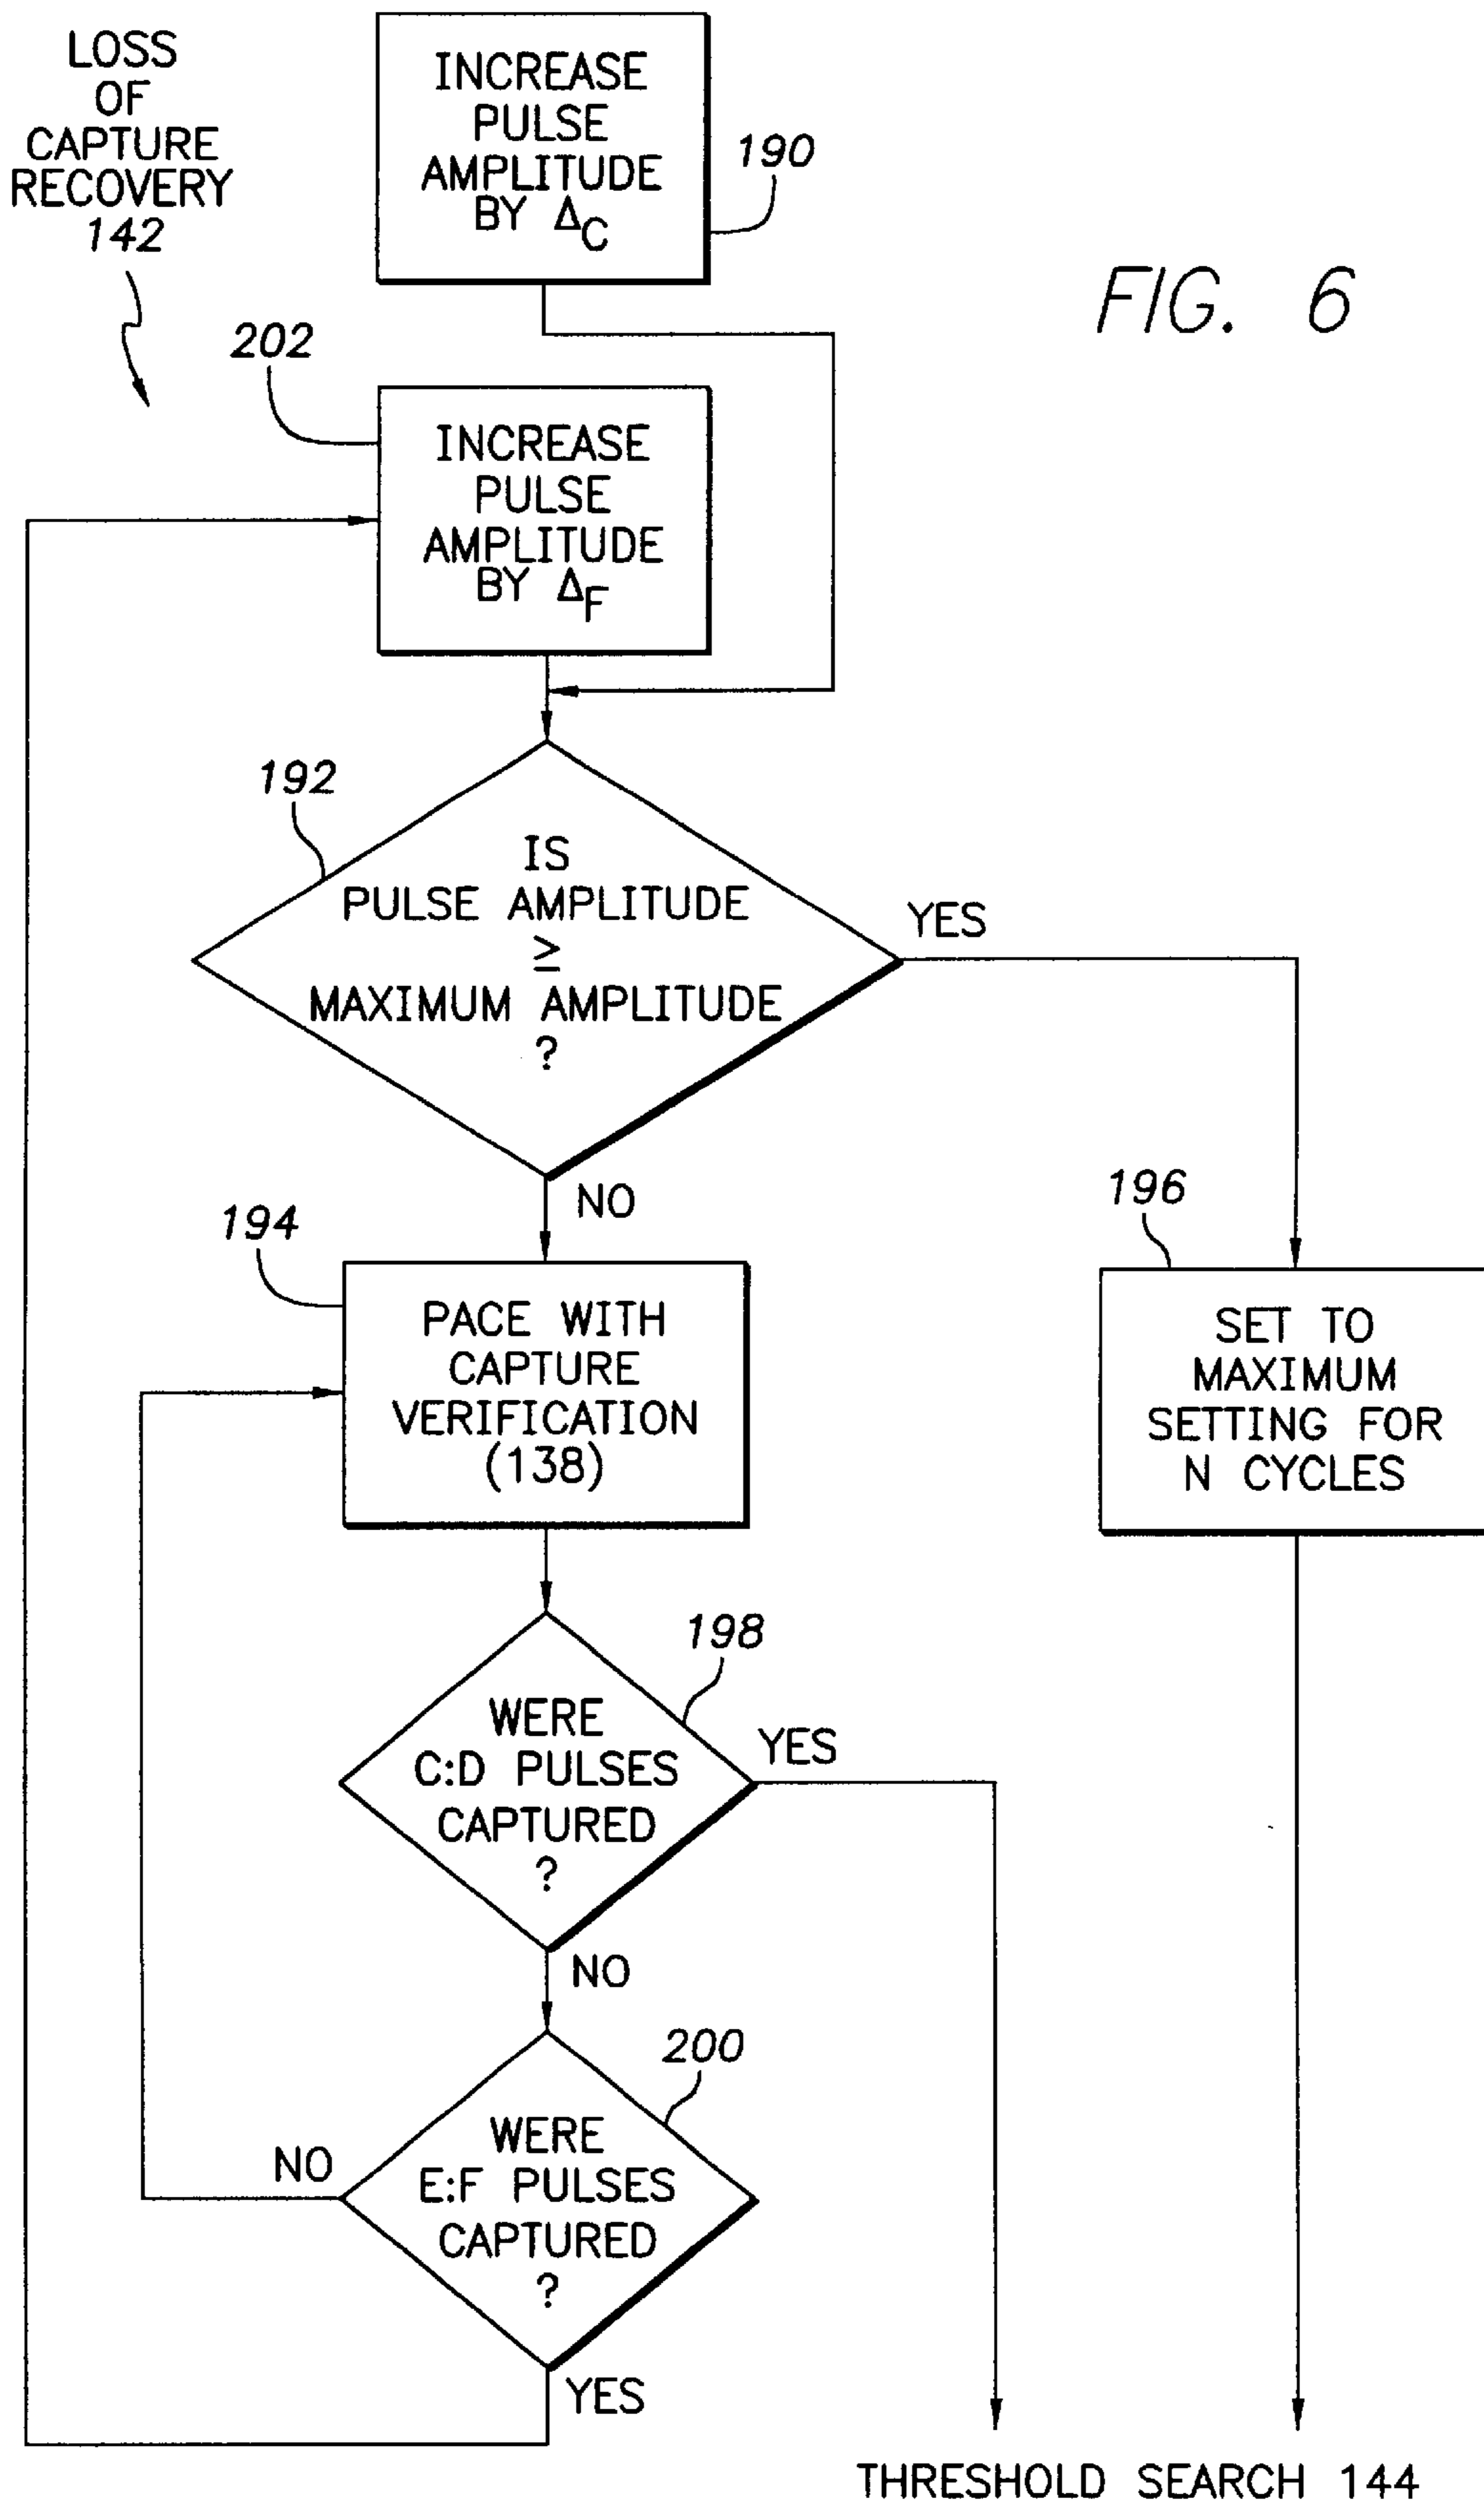 LOSS
OF
CAPTURE
RECOVERY
142
INCREASE
PULSE
AMPLITUDE
BY ΔC
190
FIG. 6
202
INCREASE
PULSE
AMPLITUDE
BY ΔF
192
IS
PULSE AMPLITUDE
≥
MAXIMUM AMPLITUDE
?
YES
NO
194
PACE WITH
CAPTURE
VERIFICATION
(138)
196
SET TO
MAXIMUM
SETTING FOR
N CYCLES
198
WERE
C:D PULSES
CAPTURED
?
YES
NO
200
WERE
E:F PULSES
CAPTURED
?
NO
YES
THRESHOLD SEARCH 144